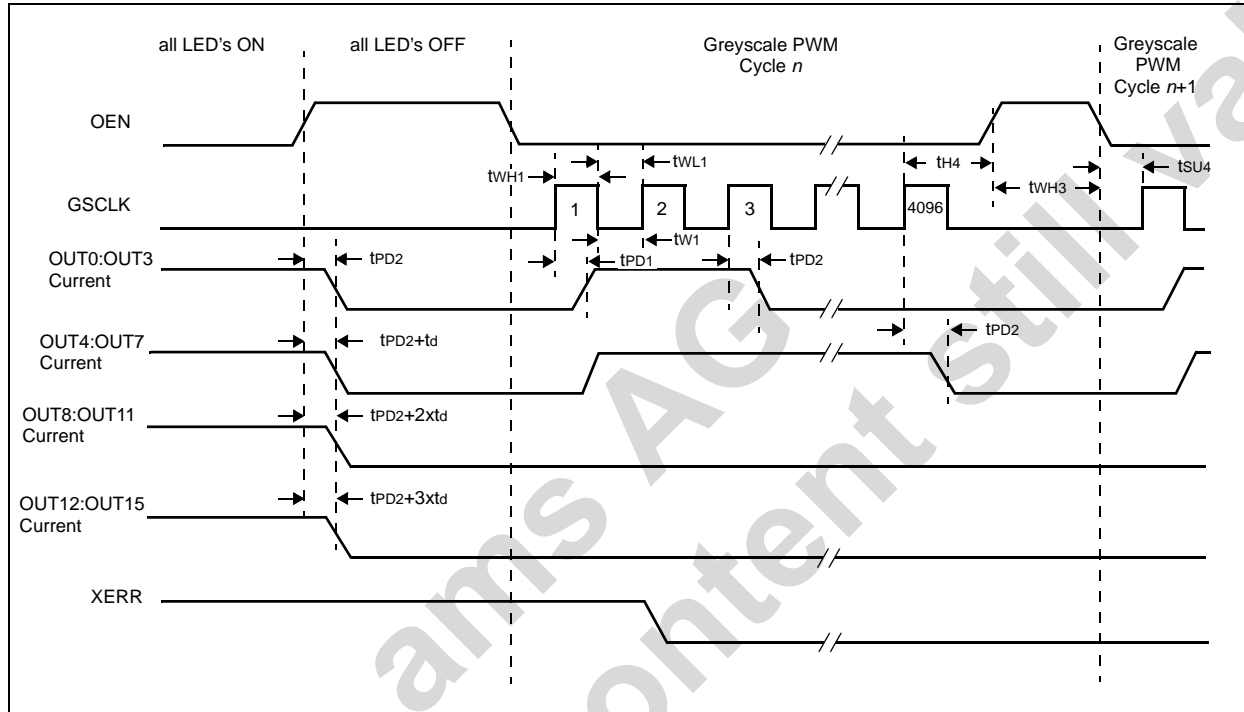 all LED's ON
all LED's OFF
Greyscale PWM
Cycle n
Greyscale
PWM
Cycle n+1
OEN
tWL1
tH4
tSU4
tWH1
tWH3
GSCLK
1
2
3
4096
tW1
OUT0:OUT3
Current
tPD2
tPD1
tPD2
OUT4:OUT7
Current
tPD2+td
tPD2
OUT8:OUT11
Current
tPD2+2xtd
OUT12:OUT15
Current
tPD2+3xtd
XERR
ams AG
ontent still va